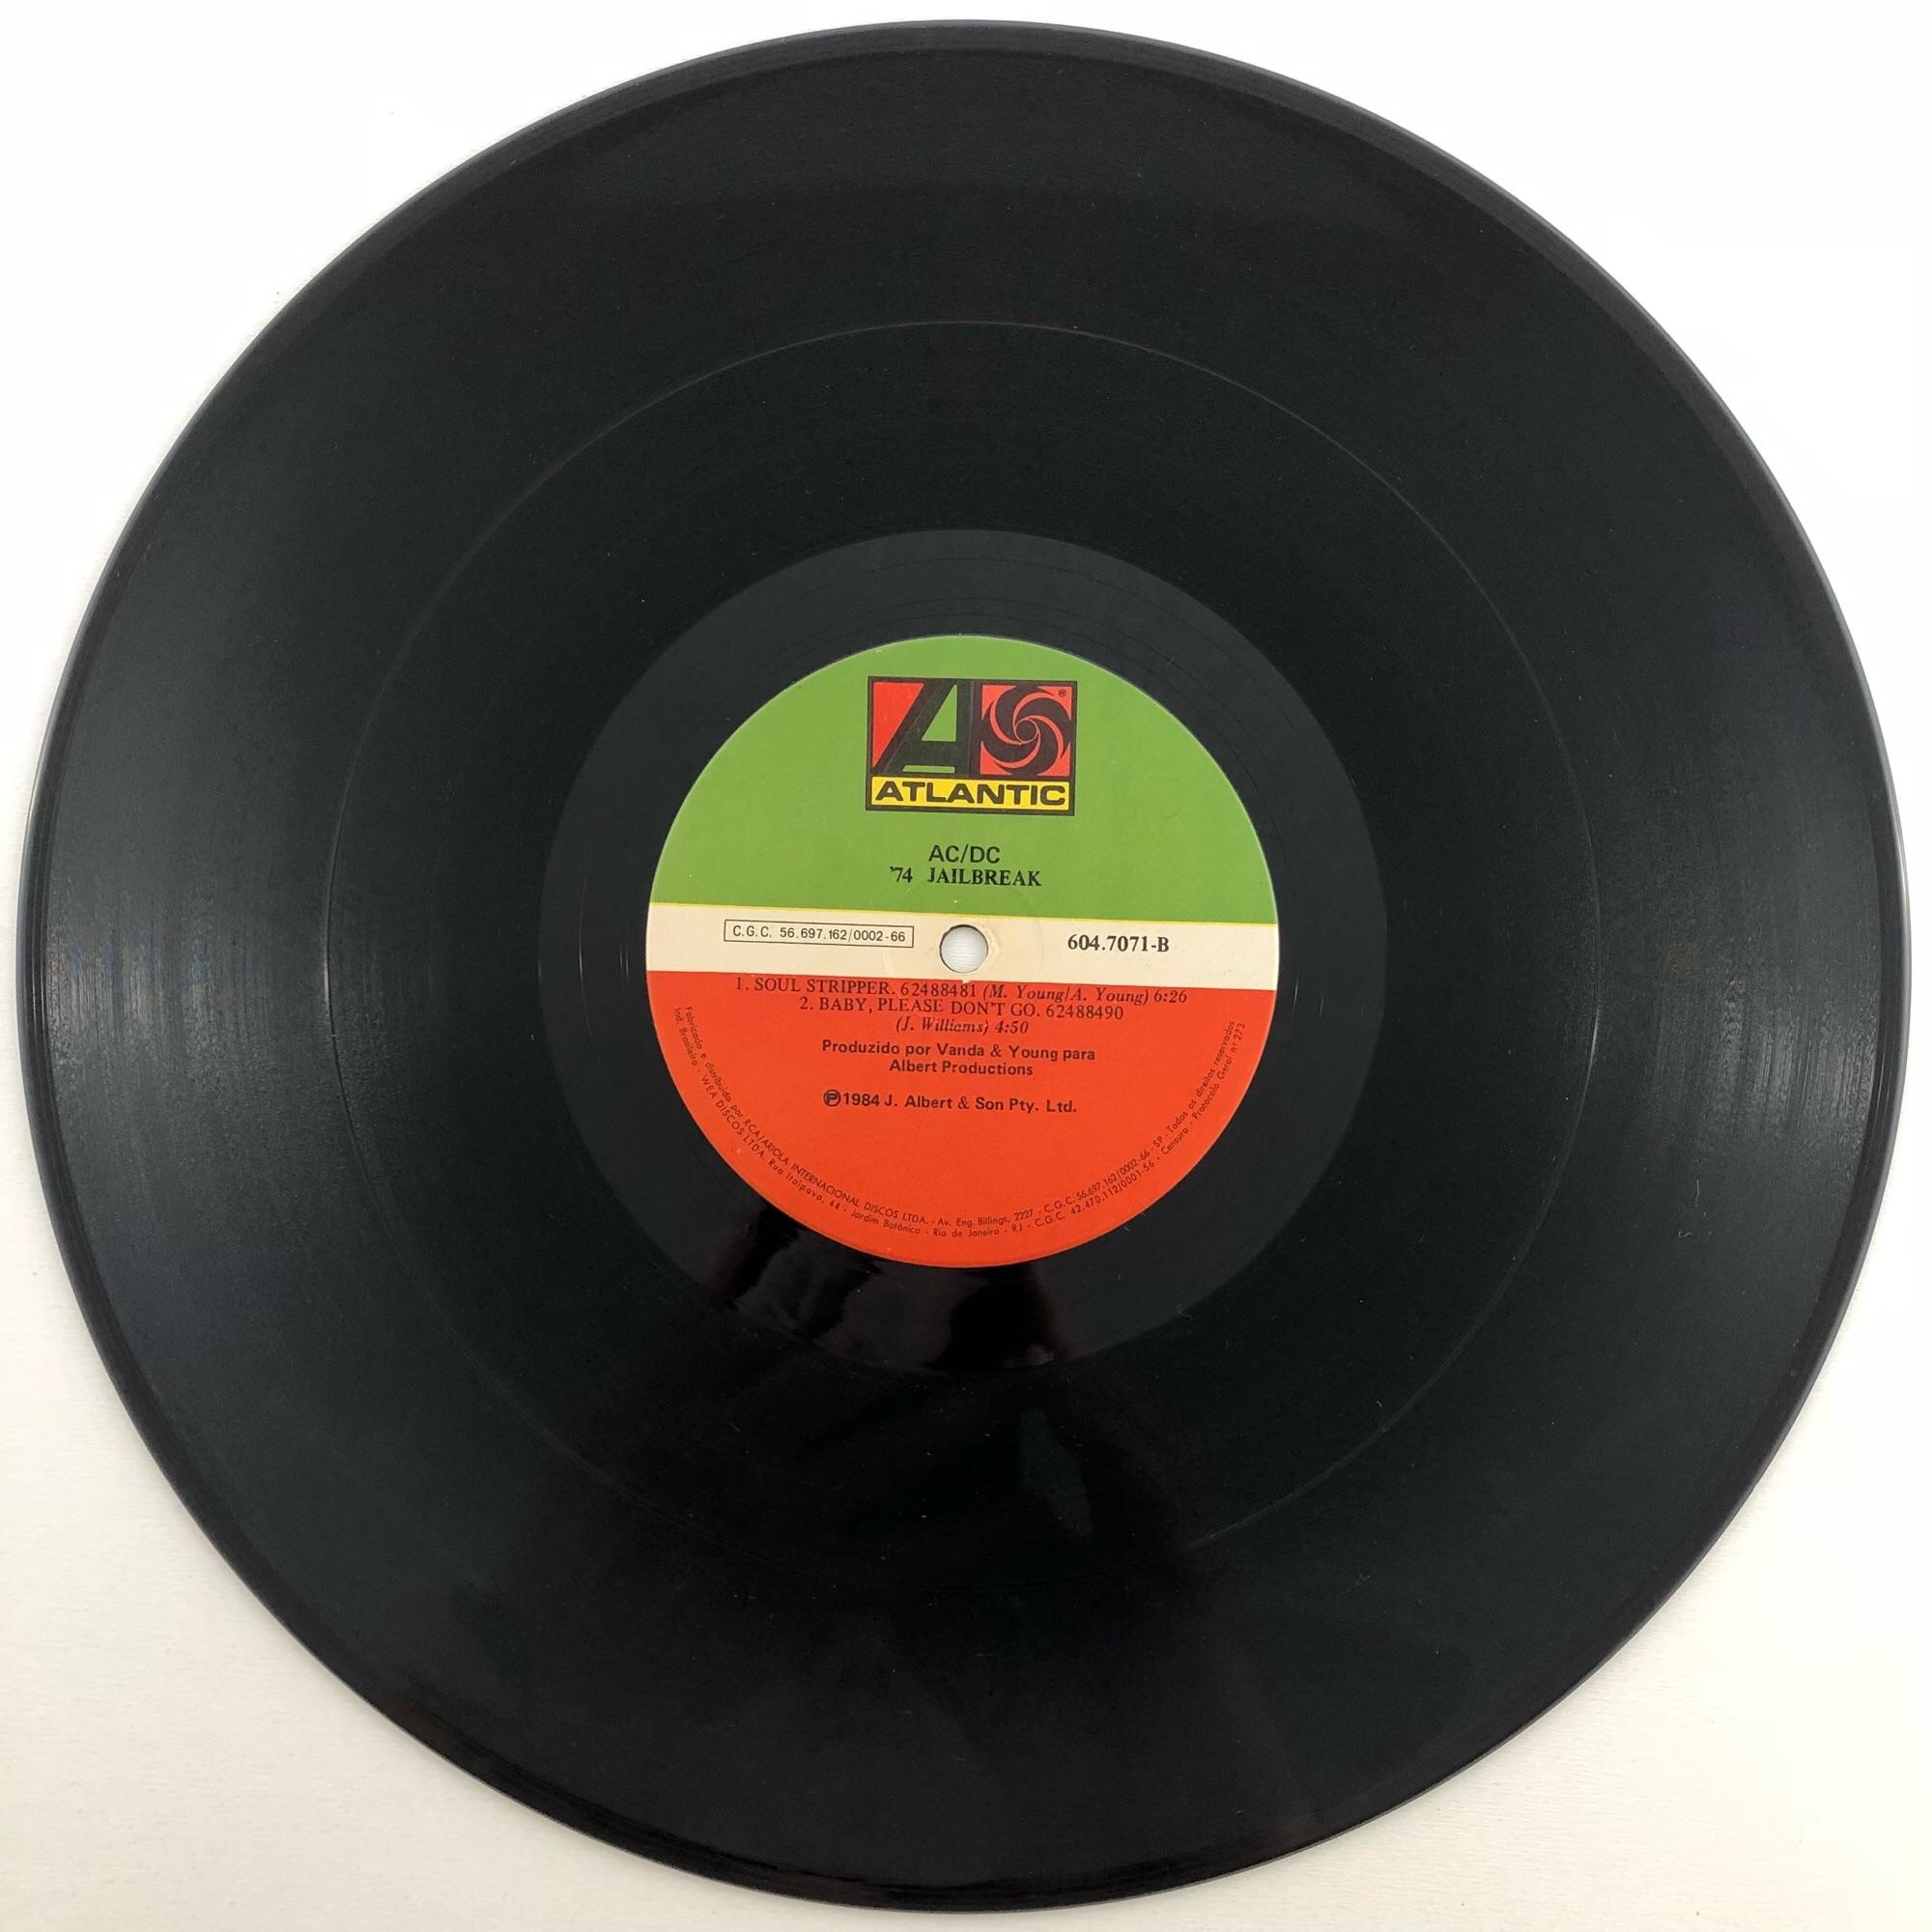 ATLANTIC
®
AC/DC
'74 JAILBREAK
C.G.C. 56.697.162/0002-66
604.7071-B
1. SOUL STRIPPER. 62488481 (M. Young/A. Young) 6:26
2. BABY, PLEASE DON'T GO. 62488490
(J. Williams) 4:50
Produzido por Vanda & Young para
Albert Productions
℗1984 J. Albert & Son Pty. Ltd.
Fabricado e distribuido por RCA/ARIOLA INTERNACIONAL DISCOS LTDA. - Av. Eng. Billings, 2227 - C.G.C. 56.697.162/0002-66 - SP - Todos os direitos reservados
Ind. Brasileira - WEA DISCOS LTDA. Rua Itaipava, 44 - Jardim Botânico - Rio de Janeiro - RJ - C.G.C. 42.470.112/0001-56 - Censura - Protocolo Geral nº 273